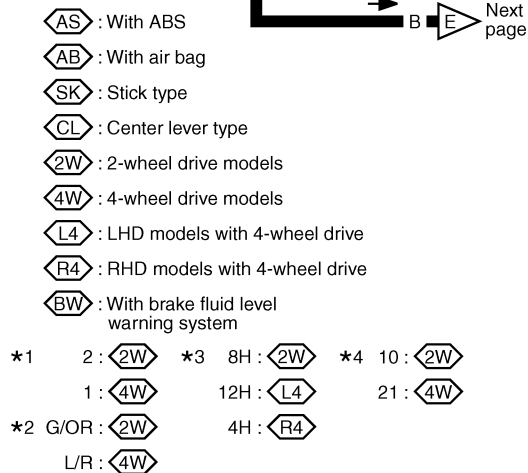 B E Next page
AS : With ABS
AB : With air bag
SK : Stick type
CL : Center lever type
2W : 2-wheel drive models
4W : 4-wheel drive models
L4 : LHD models with 4-wheel drive
R4 : RHD models with 4-wheel drive
BW : With brake fluid level
warning system
★1 2 : 2W ★3 8H : 2W ★4 10 : 2W
1 : 4W 12H : L4 21 : 4W
★2 G/OR : 2W 4H : R4
L/R : 4W